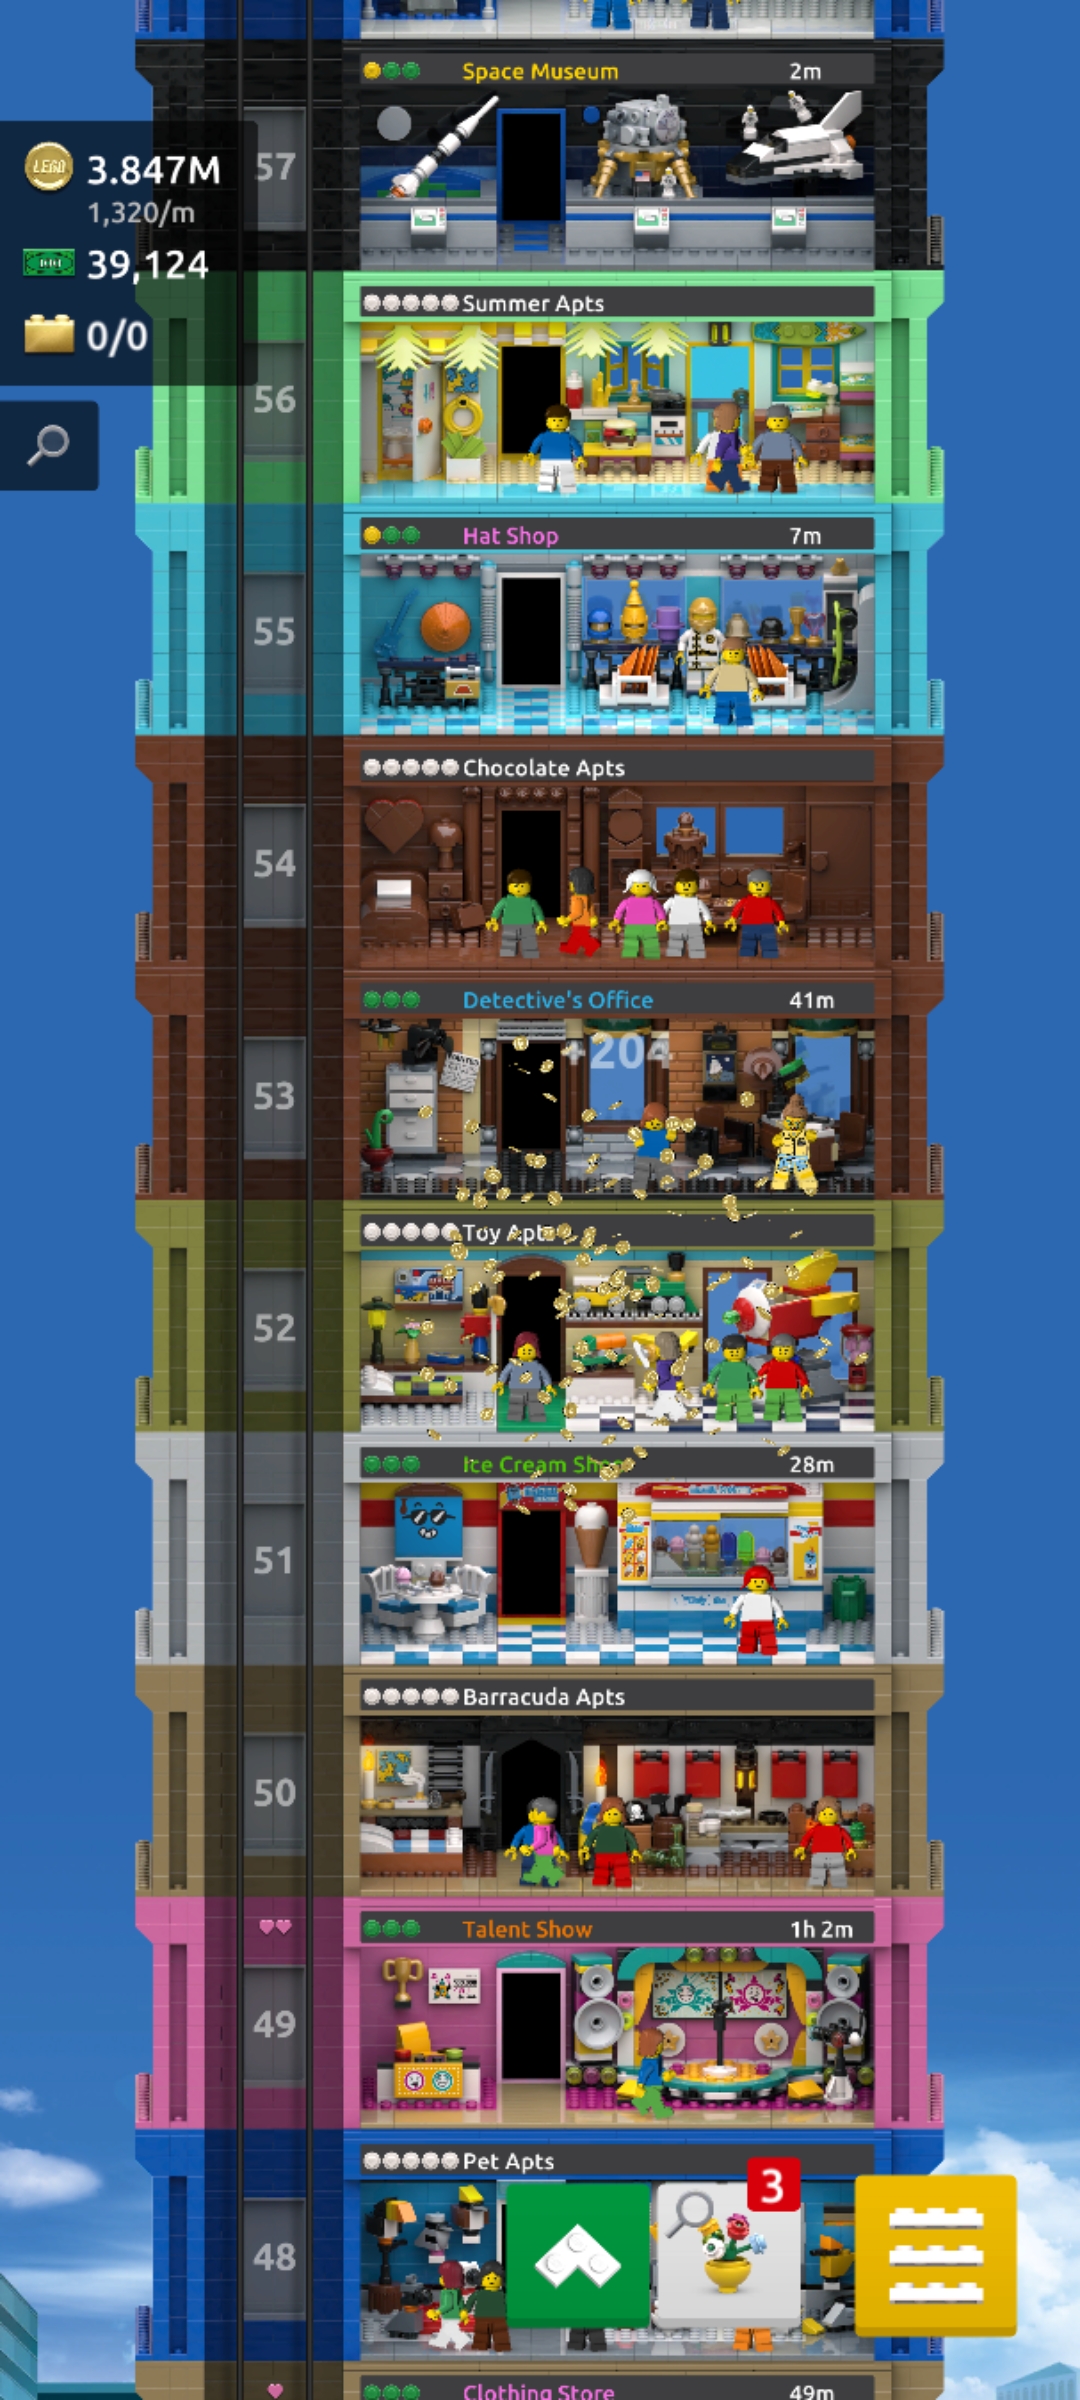 Space Museum 2m
57
LEGO 3.847M
1,320/m
39,124
0/0
Summer Apts
56
Hat Shop 7m
55
Chocolate Apts
54
Detective's Office 41m
+204
WANTED
53
Toy Apts
52
Ice Cream Shop 28m
51
Barracuda Apts
50
Talent Show 1h 2m
49
Pet Apts
3
48
Clothing Store 49m